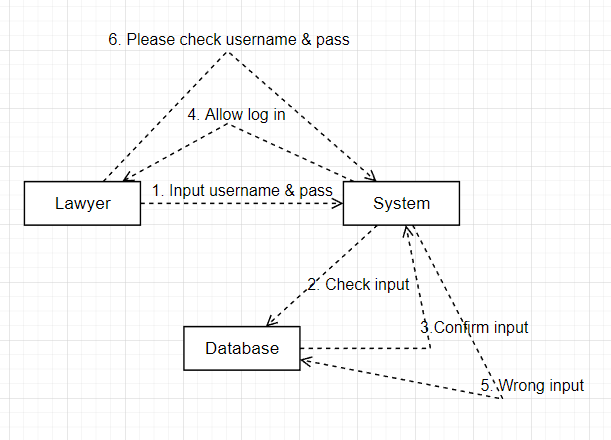 6. Please check username & pass
4. Allow log in
1. Input username & pass
Lawyer
System
2. Check input
3.Confirm input
Database
5. Wrong input